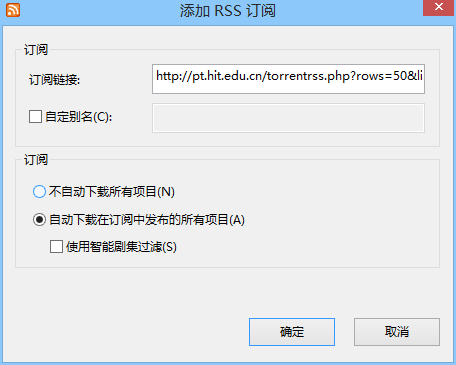 添加 RSS 订阅
订阅
订阅链接:
http://pt.hit.edu.cn/torrentrss.php?rows=50&li
自定别名(C):
订阅
不自动下载所有项目(N)
自动下载在订阅中发布的所有项目(A)
使用智能剧集过滤(S)
确定
取消